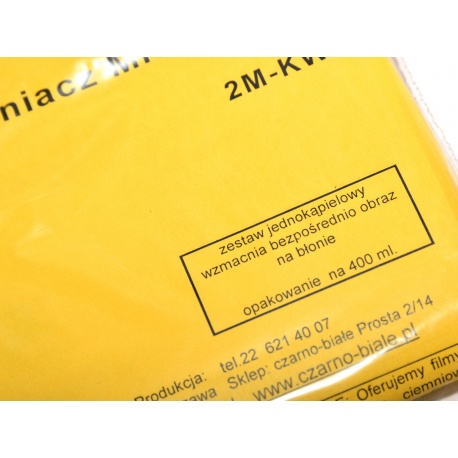 2M-KW
zestaw jednokąpielowy
wzmacnia bezpośrednio obraz
na błonie
opakowanie na 400 ml.
Produkcja: tel.22 621 40 07
Sklep: czarno-białe Prosta 2/14
www.czarno-biale.pl
Oferujemy filmy
ciemniow